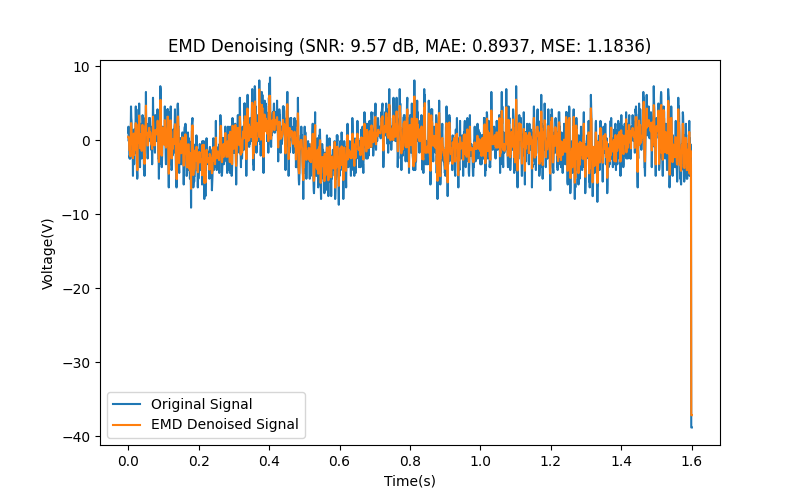 EMD Denoising (SNR: 9.57 dB, MAE: 0.8937, MSE: 1.1836)
10
0
−10
−20
−30
−40
Voltage(V)
Original Signal
EMD Denoised Signal
0.0 0.2 0.4 0.6 0.8 1.0 1.2 1.4 1.6
Time(s)